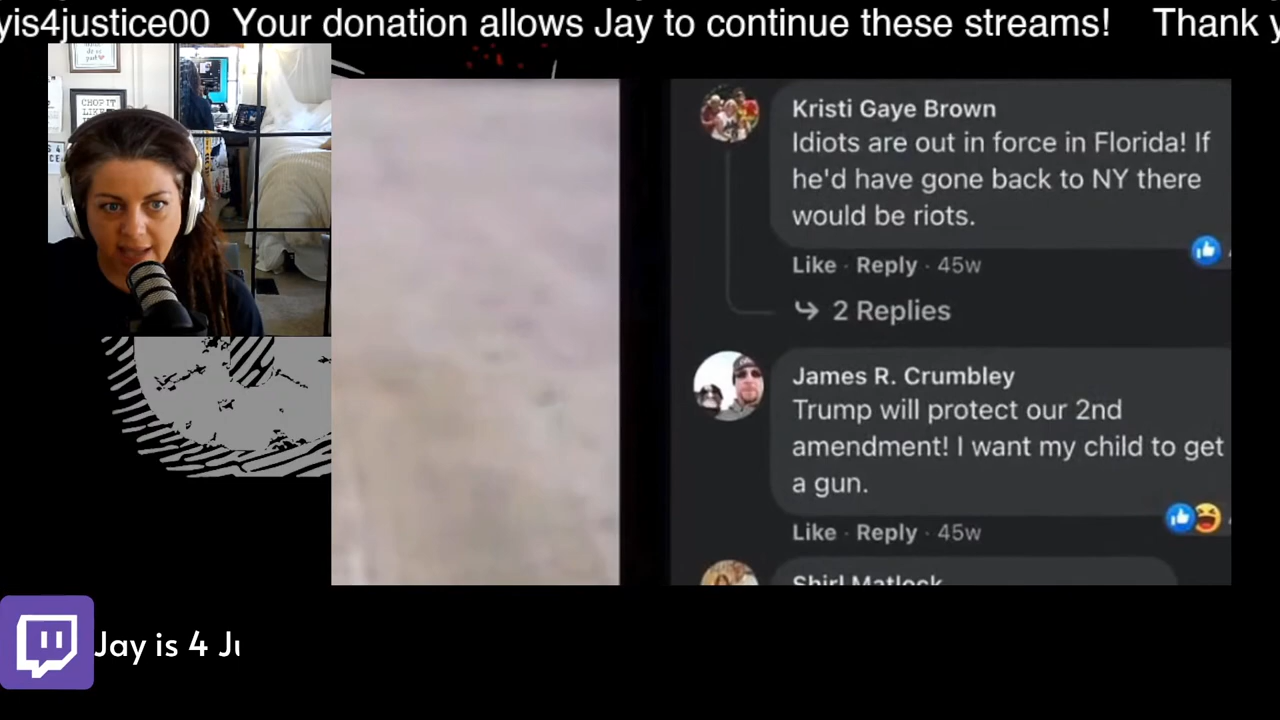 yis4justice00 Your donation allows Jay to continue these streams! Thank y
CHOP IT
LIKE
Kristi Gaye Brown
Idiots are out in force in Florida! If
he'd have gone back to NY there
would be riots.
Like · Reply · 45w
2 Replies
James R. Crumbley
Trump will protect our 2nd
amendment! I want my child to get
a gun.
Like · Reply · 45w
Shirl Matlock
Jay is 4 Ju